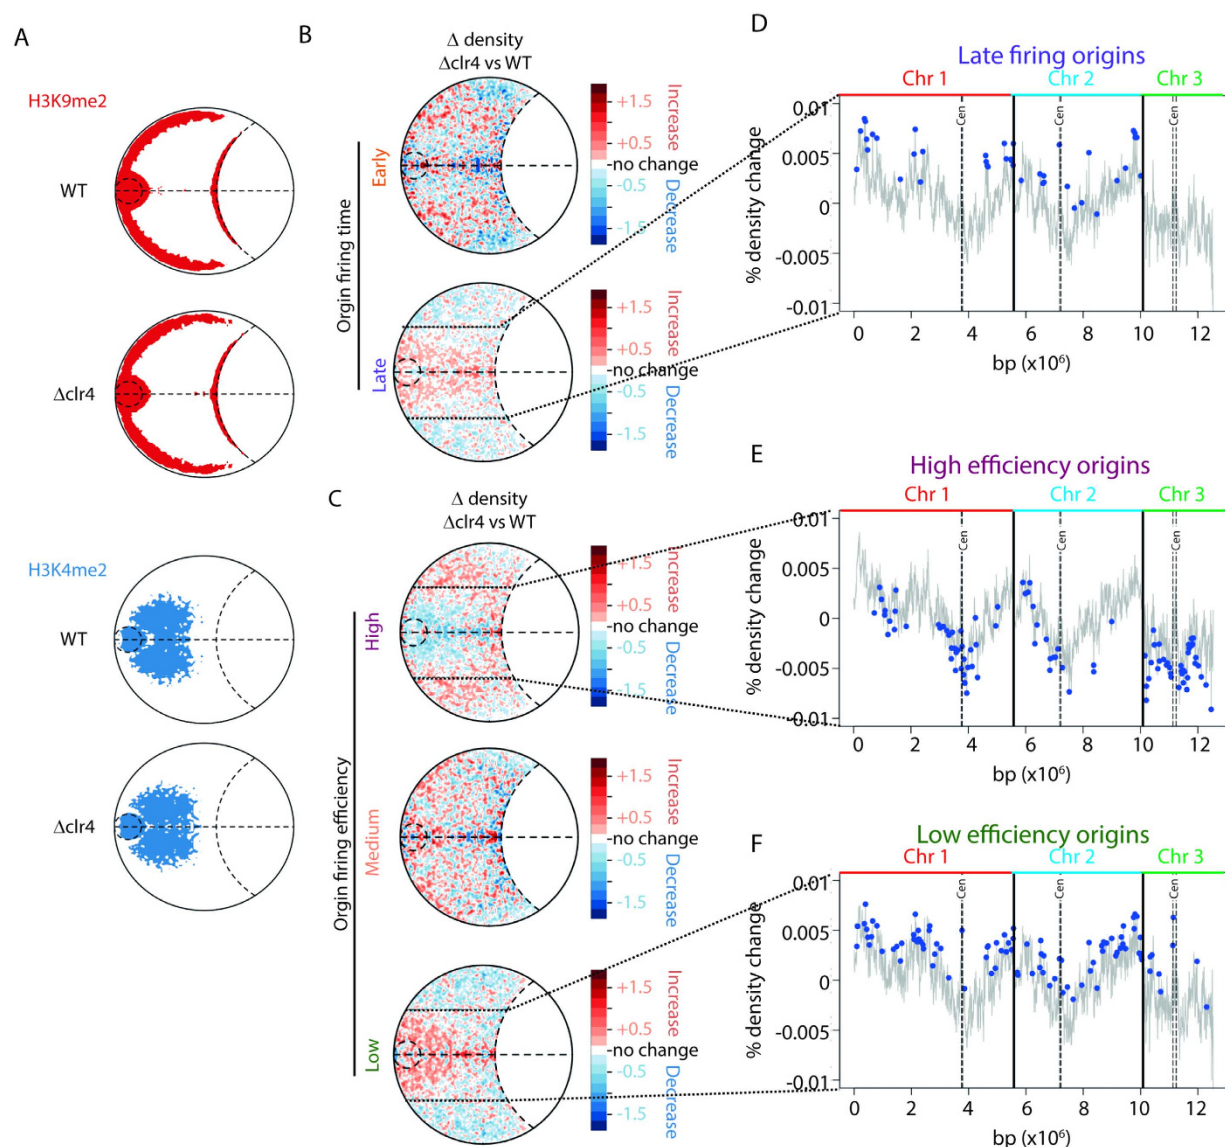 A
H3K9me2
WT
Δclr4
H3K4me2
WT
Δclr4
B
Δ density
Δclr4 vs WT
Orgin firing time
Early
+1.5
+0.5
no change
-0.5
-1.5
Increase
Decrease
Late
+1.5
+0.5
no change
-0.5
-1.5
Increase
Decrease
C
Δ density
Δclr4 vs WT
Orgin firing efficiency
High
+1.5
+0.5
no change
-0.5
-1.5
Increase
Decrease
Medium
+1.5
+0.5
no change
-0.5
-1.5
Increase
Decrease
Low
+1.5
+0.5
no change
-0.5
-1.5
Increase
Decrease
D
Late firing origins
Chr 1 Chr 2 Chr 3
Cen Cen Cen
% density change
0.01
0.005
0
-0.005
-0.01
0 2 4 6 8 10 12
bp (x10⁶)
E
High efficiency origins
Chr 1 Chr 2 Chr 3
Cen Cen Cen
% density change
0.01
0.005
0
-0.005
-0.01
0 2 4 6 8 10 12
bp (x10⁶)
F
Low efficiency origins
Chr 1 Chr 2 Chr 3
Cen Cen Cen
% density change
0.01
0.005
0
-0.005
-0.01
0 2 4 6 8 10 12
bp (x10⁶)